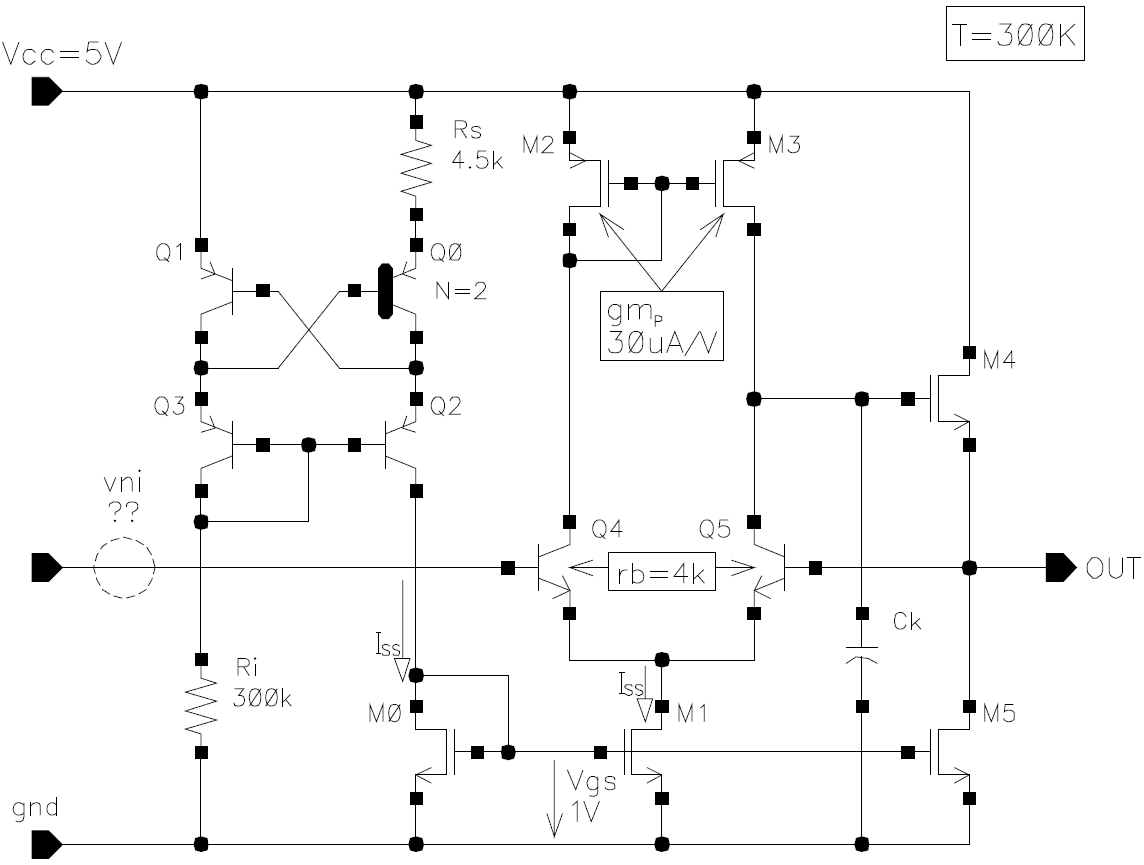 T=300K
Vcc=5V
Rs
4.5k
M2
M3
Q1
Q0
N=2
gmp
30uA/V
M4
Q3
Q2
vni
??
Q4
Q5
rb=4k
OUT
Ck
Iss
Iss
Ri
300k
M0
M1
M5
Vgs
1V
gnd